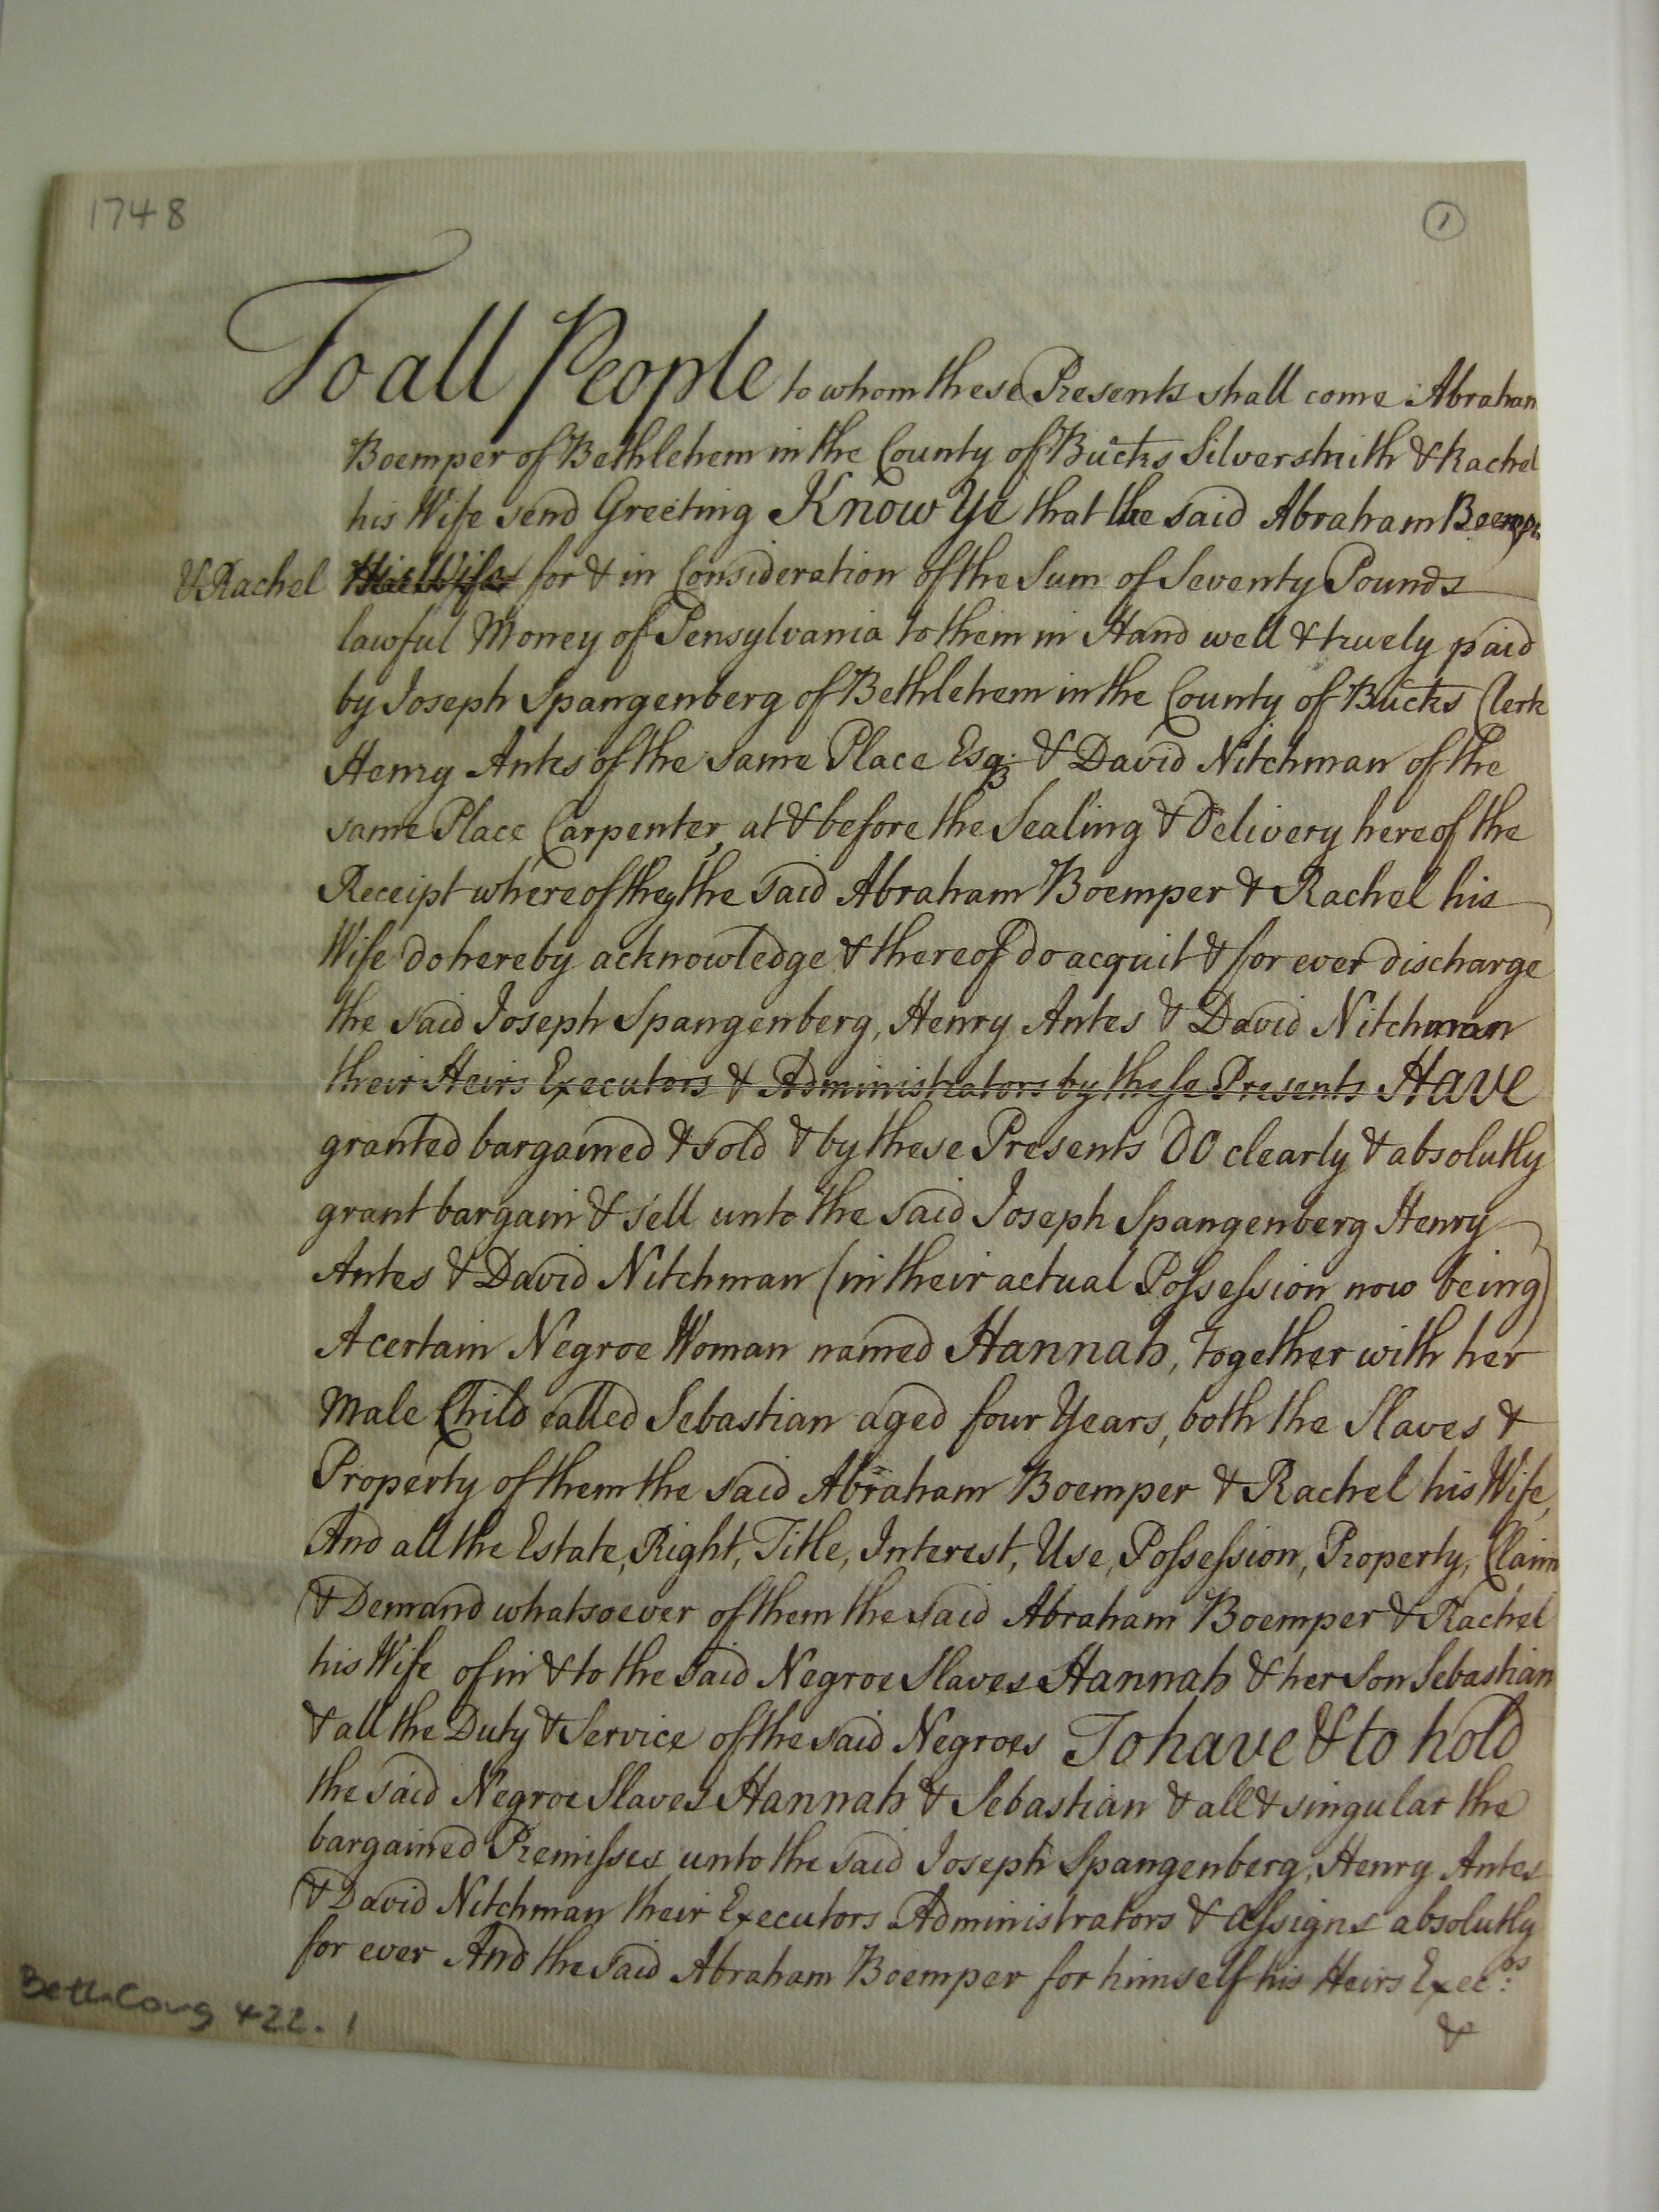 1748
1
To all People to whom these Presents shall come Abraham
Boemper of Bethlehem in the County of Bucks Silversmith & Rachel
his Wife send Greeting Know Ye that the said Abraham Boemper
& Rachel his Wife for & in Consideration of the Sum of Seventy Pounds
lawful Money of Pensylvania to them in Hand well & truely paid
by Joseph Spangenberg of Bethlehem in the County of Bucks Clerk
Henry Antes of the same Place Esqr. & David Nitchman of the
same Place Carpenter, at & before the Sealing & Delivery hereof the
Receipt whereof they the said Abraham Boemper & Rachel his
Wife do hereby acknowledge & thereof do acquit & for ever discharge
the said Joseph Spangenberg, Henry Antes & David Nitchman
their Heirs Executors & Administrators by these Presents Have
granted bargained & sold & by these Presents DO clearly & absolutly
grant bargain & sell unto the said Joseph Spangenberg Henry
Antes & David Nitchman (in their actual Possession now being)
A certain Negroe Woman named Hannah, together with her
Male Child called Sebastian aged four Years, both the Slaves &
Property of them the said Abraham Boemper & Rachel his Wife,
And all the Estate, Right, Title, Interest, Use, Possession, Property, Claim
& Demand whatsoever of them the said Abraham Boemper & Rachel
his Wife of in & to the said Negroe Slaves Hannah & her Son Sebastian
& all the Duty & Service of the said Negroes To have & to hold
the said Negroe Slaves Hannah & Sebastian & all & singular the
bargained Premisses unto the said Joseph Spangenberg, Henry Antes
& David Nitchman their Executors Administrators & assigns absolutly
for ever And the said Abraham Boemper for himself his Heirs Exec:rs
&
BethCong 422.1